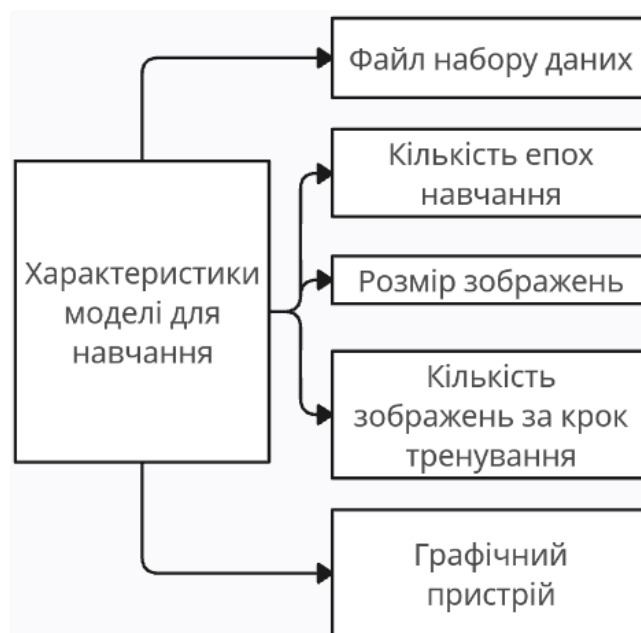 Файл набору даних
Кількість епох
навчання
Характеристики
моделі для
навчання
Розмір зображень
Кількість
зображень за крок
тренування
Графічний
пристрій